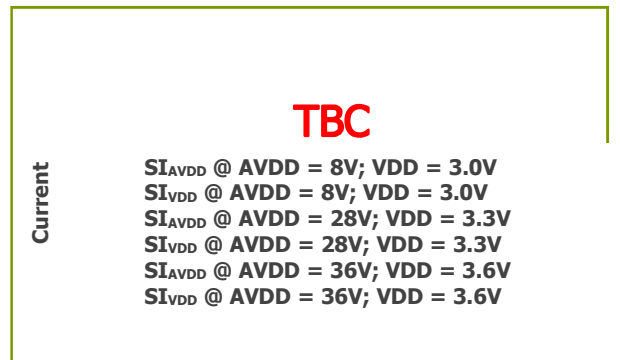 TBC
Current
SIAVDD @ AVDD = 8V; VDD = 3.0V
SIVDD @ AVDD = 8V; VDD = 3.0V
SIAVDD @ AVDD = 28V; VDD = 3.3V
SIVDD @ AVDD = 28V; VDD = 3.3V
SIAVDD @ AVDD = 36V; VDD = 3.6V
SIVDD @ AVDD = 36V; VDD = 3.6V